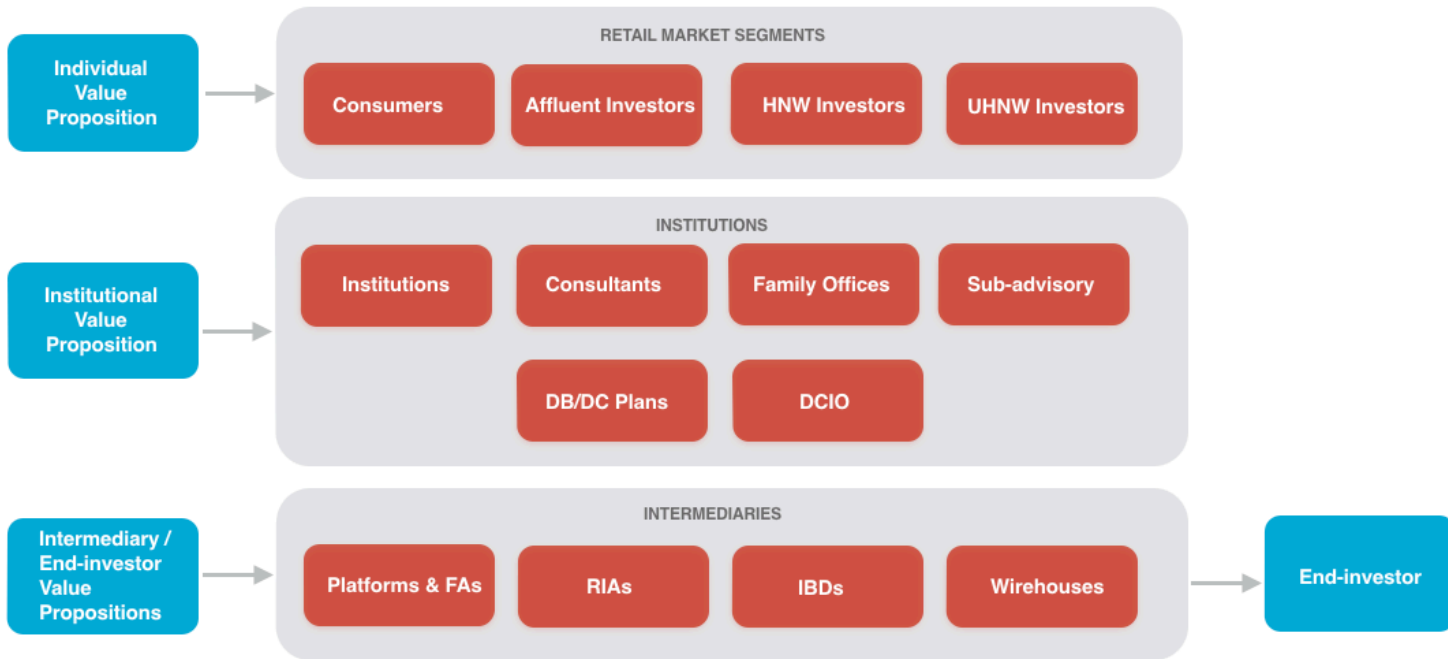 RETAIL MARKET SEGMENTS
Individual
Value
Proposition
Consumers
Affluent Investors
HNW Investors
UHNW Investors
INSTITUTIONS
Institutional
Value
Proposition
Institutions
Consultants
Family Offices
Sub-advisory
DB/DC Plans
DCIO
INTERMEDIARIES
Intermediary /
End-investor
Value
Propositions
Platforms & FAs
RIAs
IBDs
Wirehouses
End-investor